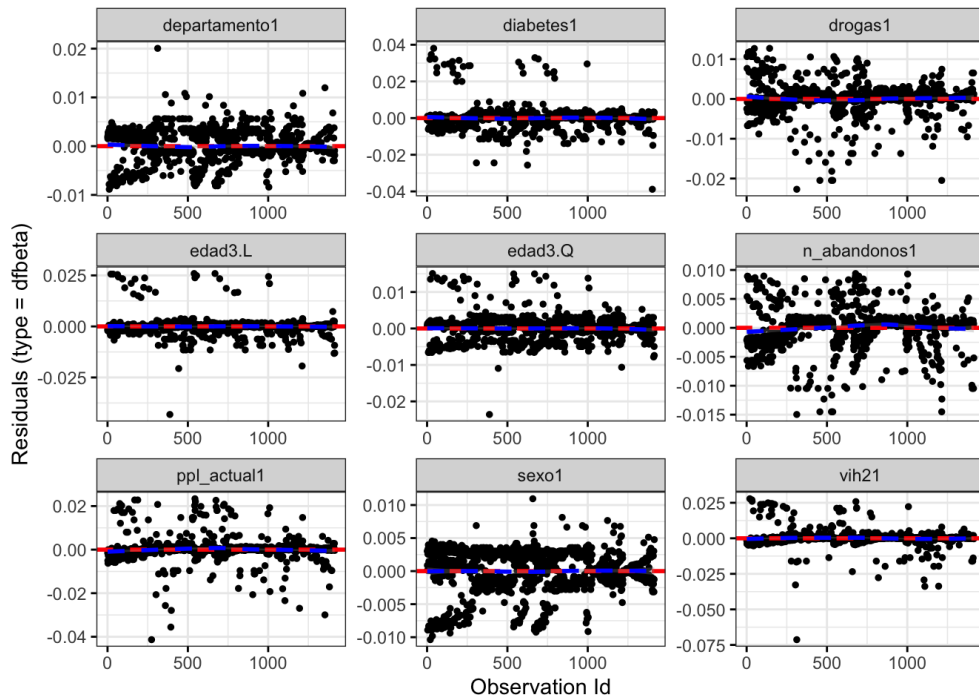 departamento1 diabetes1 drogas1
0.02
0.01
0.00
-0.01
0 500 1000
0.04
0.02
0.00
-0.02
-0.04
0 500 1000
0.01
0.00
-0.01
-0.02
0 500 1000
edad3.L edad3.Q n_abandonos1
0.025
0.000
-0.025
0 500 1000
0.01
0.00
-0.01
-0.02
0 500 1000
0.010
0.005
0.000
-0.005
-0.010
-0.015
0 500 1000
ppl_actual1 sexo1 vih21
0.02
0.00
-0.02
-0.04
0 500 1000
0.010
0.005
0.000
-0.005
-0.010
0 500 1000
0.025
0.000
-0.025
-0.050
-0.075
0 500 1000
Residuals (type = dfbeta)
Observation Id